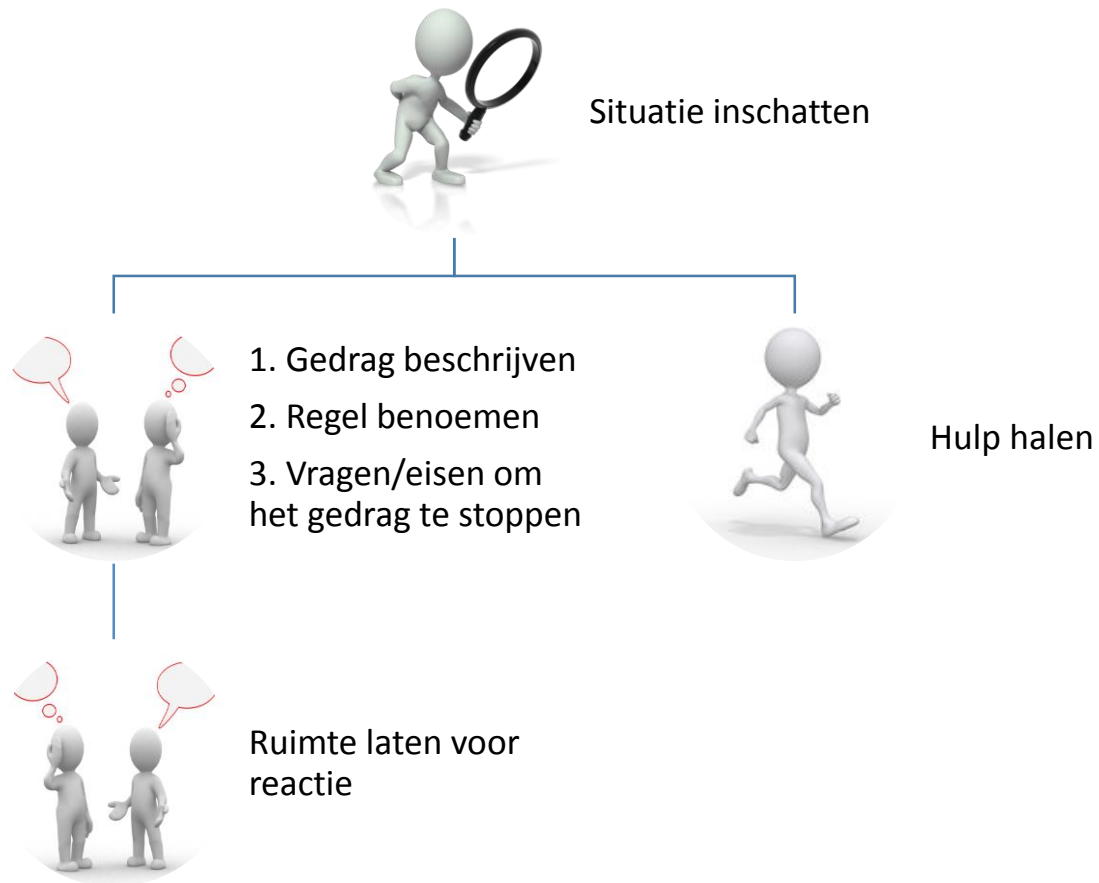 Situatie inschatten
1. Gedrag beschrijven
2. Regel benoemen
3. Vragen/eisen om
het gedrag te stoppen
Hulp halen
Ruimte laten voor
reactie